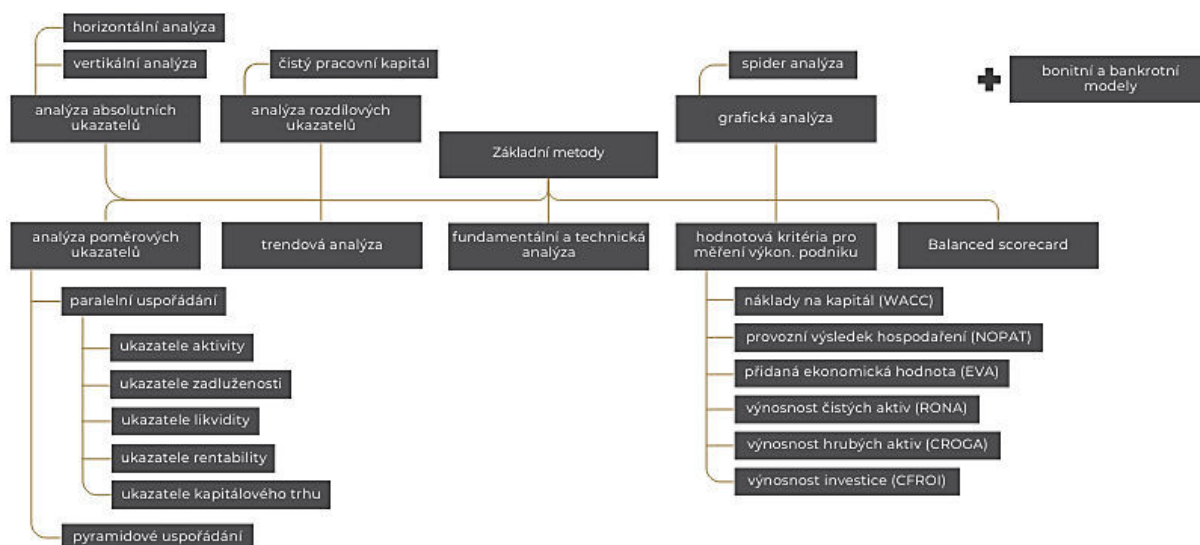 horizontální analýza
vertikální analýza
analýza absolutních
ukazatelů
čistý pracovní kapitál
analýza rozdílových
ukazatelů
Základní metody
spider analýza
grafická analýza
bonitní a bankrotní
modely
analýza poměrových
ukazatelů
trendová analýza
fundamentální a technická
analýza
hodnotová kritéria pro
měření výkon. podniku
Balanced scorecard
paralelní uspořádání
ukazatele aktivity
ukazatele zadluženosti
ukazatele likvidity
ukazatele rentability
ukazatele kapitálového trhu
pyramidové uspořádání
náklady na kapitál (WACC)
provozní výsledek hospodaření (NOPAT)
přidaná ekonomická hodnota (EVA)
výnosnost čistých aktiv (RONA)
výnosnost hrubých aktiv (CROGA)
výnosnost investice (CFROI)